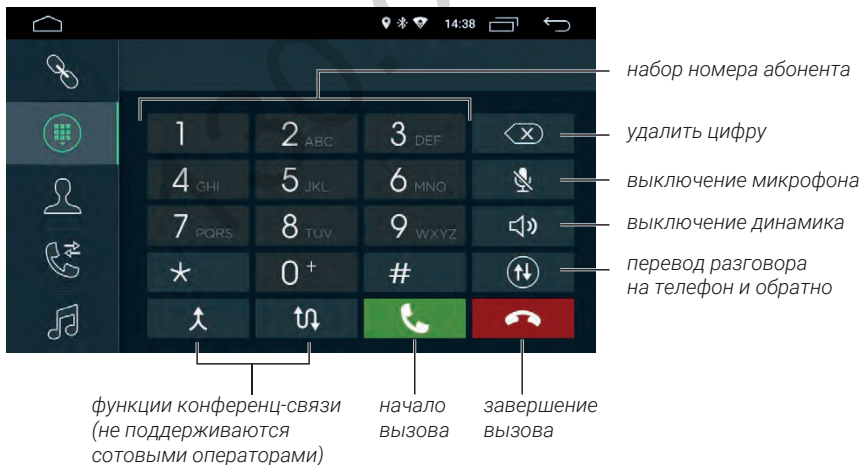 14:38
набор номера абонента
1 2 ABC 3 DEF
удалить цифру
4 GHI 5 JKL 6 MNO
выключение микрофона
7 PQRS 8 TUV 9 WXYZ
выключение динамика
* 0 + #
перевод разговора
на телефон и обратно
функции конференц-связи
(не поддерживаются
сотовыми операторами)
начало
вызова
завершение
вызова